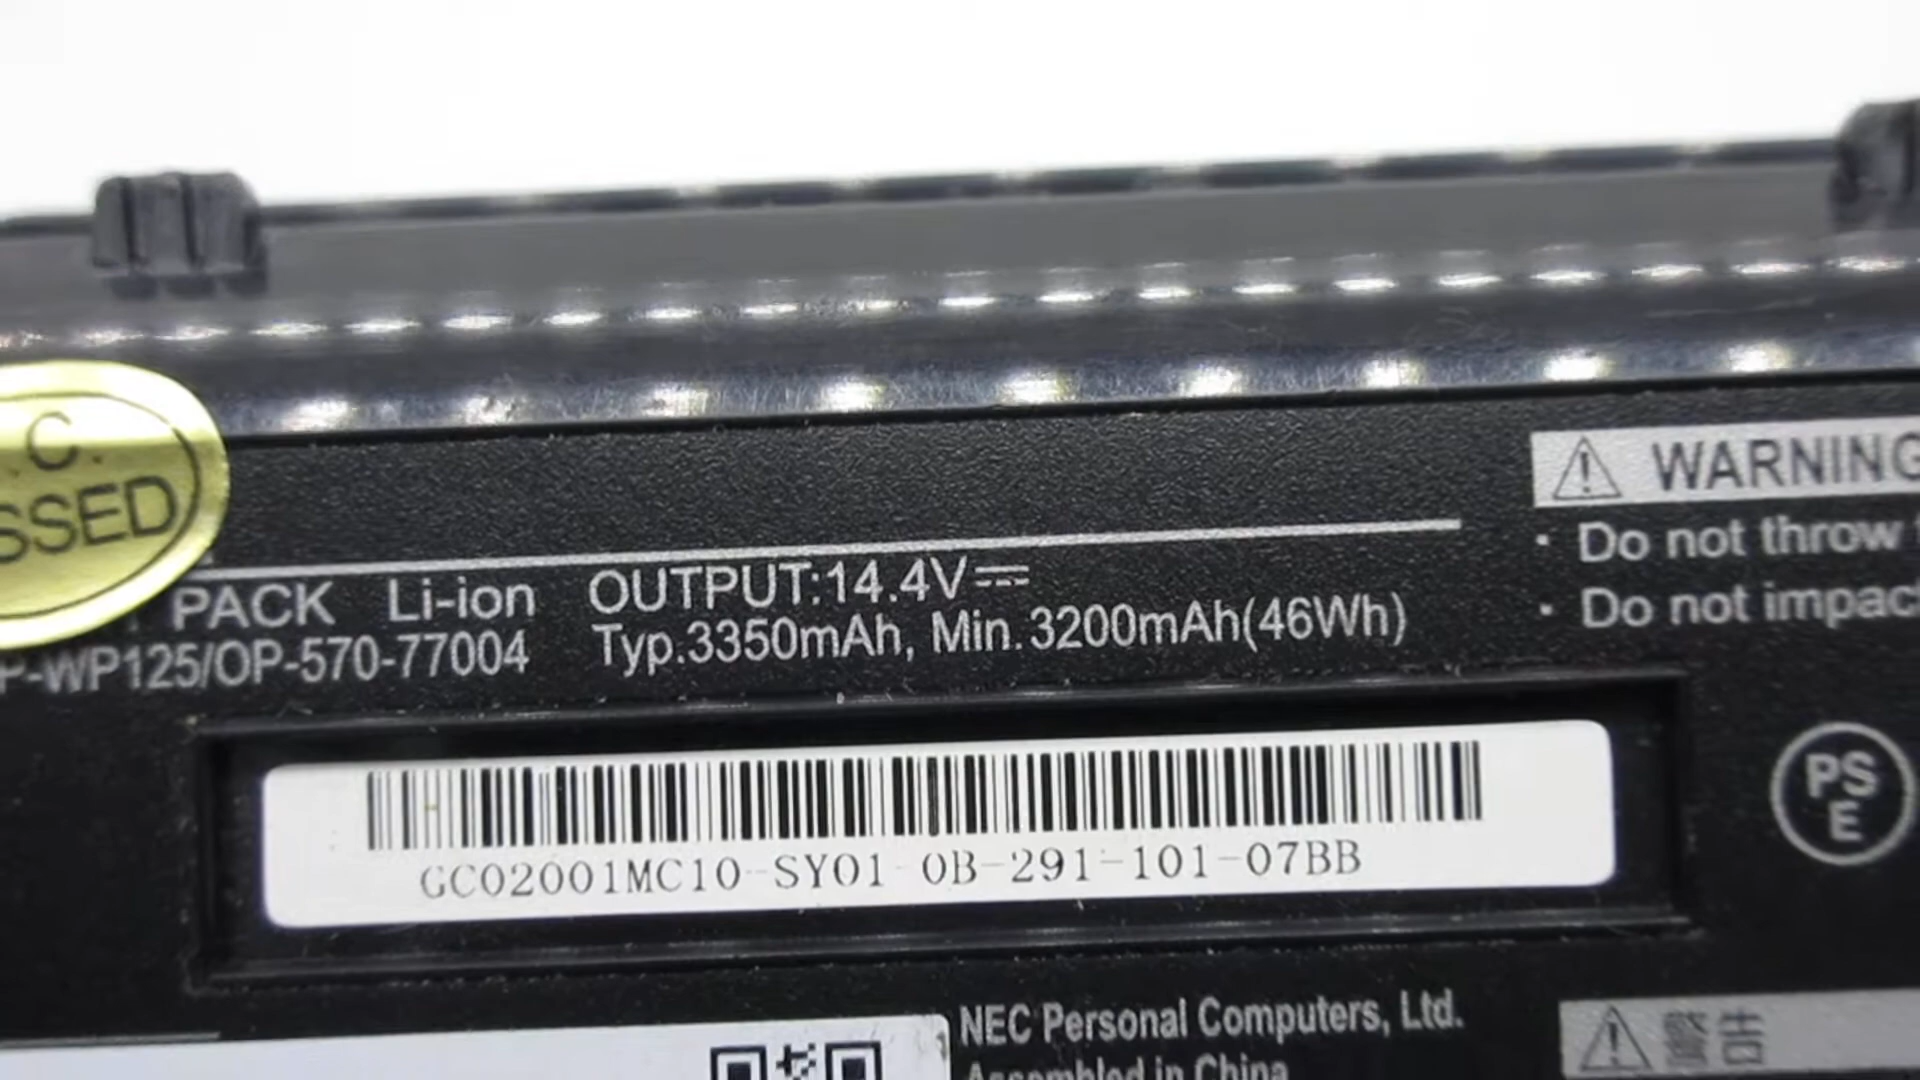 C.
SSED
PACK Li-ion OUTPUT:14.4V
P-WP125/OP-570-77004 Typ.3350mAh, Min.3200mAh(46Wh)
WARNING
· Do not throw
· Do not impac
GC02001MC10-SY01 0B-291-101-07BB
PS
E
NEC Personal Computers, Ltd.
Assembled in China
警告